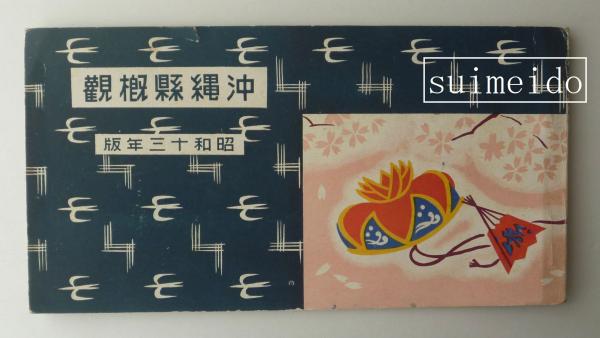 沖縄縣概觀
昭和十三年版
suimeido